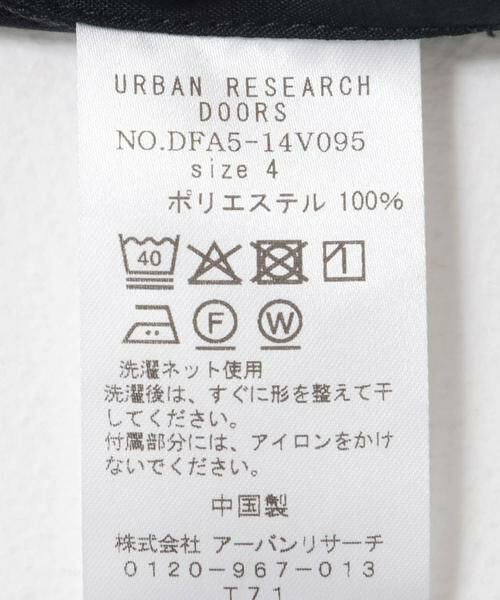 URBAN RESEARCH
DOORS
NO.DFA5-14V095
size 4
ポリエステル 100%
40
F W
洗濯ネット使用
洗濯後は、すぐに形を整えて干
してください。
付属部分には、アイロンをかけ
ないでください。
中国製
株式会社 アーバンリサーチ
0120-967-013
T71